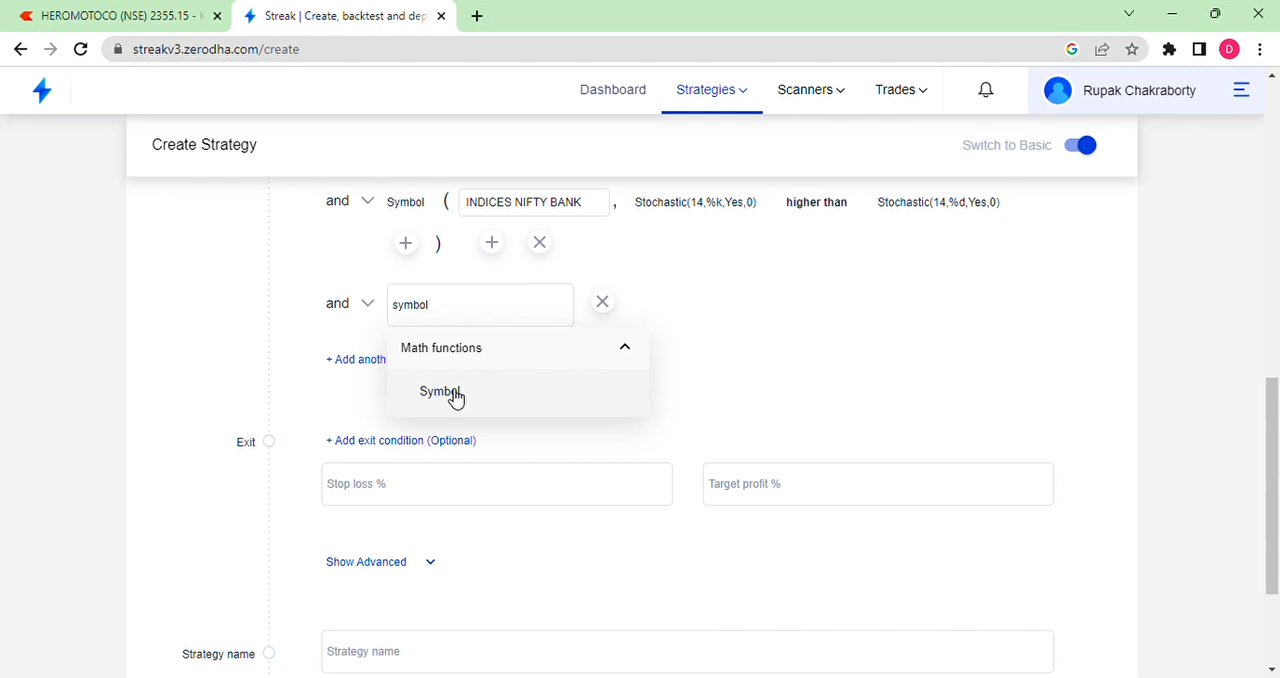 HEROMOTOCO (NSE) 2355.15 - K
Streak | Create, backtest and dep
streakv3.zerodha.com/create
D
Dashboard Strategies Scanners Trades Rupak Chakraborty
Create Strategy Switch to Basic
and Symbol ( INDICES NIFTY BANK , Stochastic(14,%k,Yes,0) higher than Stochastic(14,%d,Yes,0)
+ ) + ×
and symbol ×
Math functions
+ Add anoth
Symbol
Exit + Add exit condition (Optional)
Stop loss % Target profit %
Show Advanced
Strategy name Strategy name